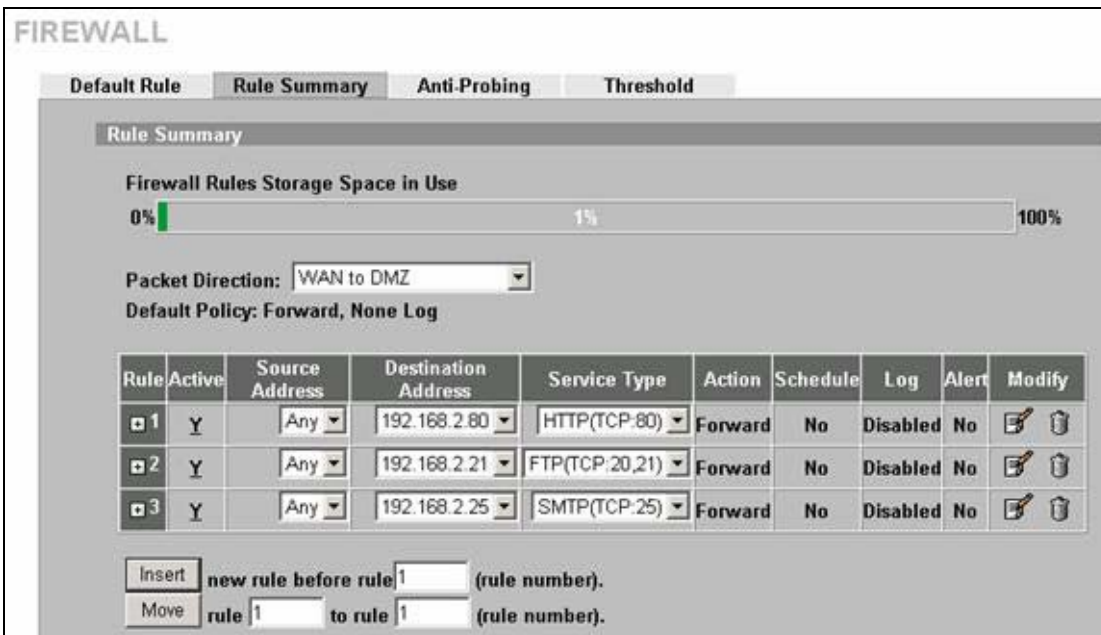 FIREWALL
Default Rule Rule Summary Anti-Probing Threshold
Rule Summary
Firewall Rules Storage Space in Use
0% 1% 100%
Packet Direction: WAN to DMZ
Default Policy: Forward, None Log
Rule Active Source Address Destination Address Service Type Action Schedule Log Alert Modify
1 Y Any 192.168.2.80 HTTP(TCP:80) Forward No Disabled No
2 Y Any 192.168.2.21 FTP(TCP:20,21) Forward No Disabled No
3 Y Any 192.168.2.25 SMTP(TCP:25) Forward No Disabled No
Insert new rule before rule 1 (rule number).
Move rule 1 to rule 1 (rule number).